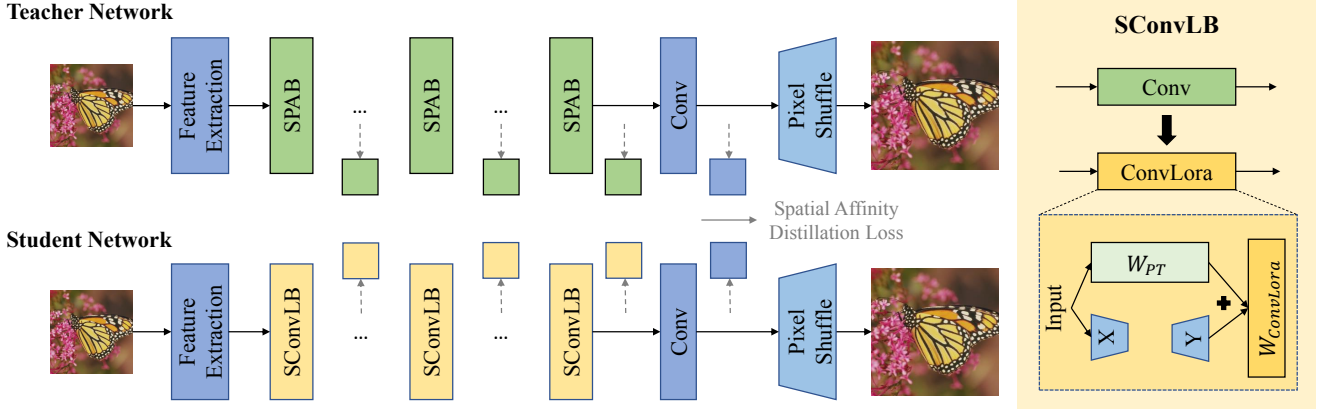 Teacher Network
Feature
Extraction
SPAB
...
SPAB
...
SPAB
Conv
Pixel
Shuffle
Spatial Affinity
Distillation Loss
Student Network
Feature
Extraction
SConvLB
...
SConvLB
...
SConvLB
Conv
Pixel
Shuffle
SConvLB
Conv
ConvLora
Input
W_PT
X
Y
W_ConvLora